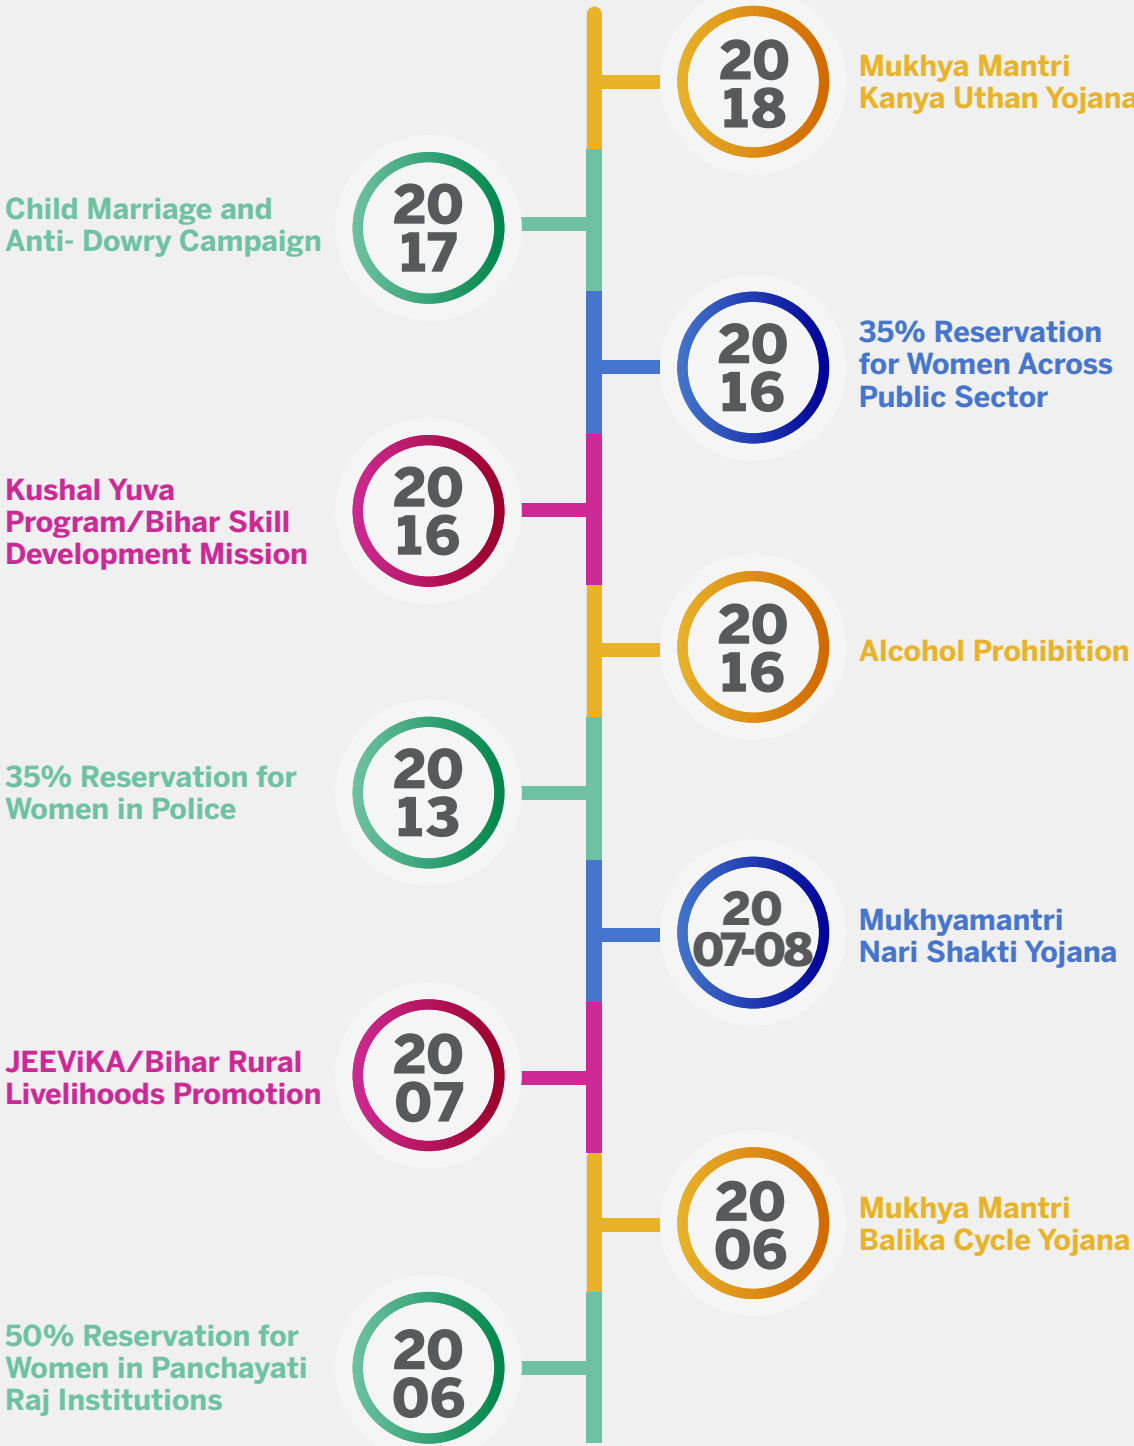 20
18
Mukhya Mantri
Kanya Uthan Yojana
Child Marriage and
Anti- Dowry Campaign
20
17
20
16
35% Reservation
for Women Across
Public Sector
Kushal Yuva
Program/Bihar Skill
Development Mission
20
16
20
16
Alcohol Prohibition
35% Reservation for
Women in Police
20
13
20
07-08
Mukhyamantri
Nari Shakti Yojana
JEEViKA/Bihar Rural
Livelihoods Promotion
20
07
20
06
Mukhya Mantri
Balika Cycle Yojana
50% Reservation for
Women in Panchayati
Raj Institutions
20
06